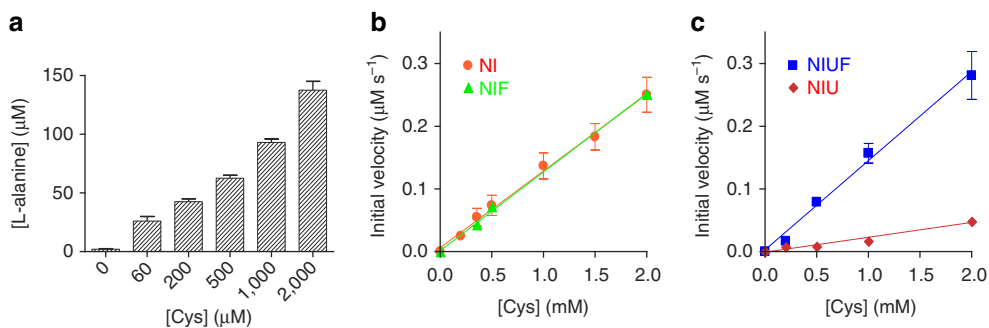 a
[L-alanine] (μM)
150
100
50
0
0
60
200
500
1,000
2,000
[Cys] (μM)
b
Initial velocity (μM s⁻¹)
0.3
0.2
0.1
0.0
NI
NIF
0.0 0.5 1.0 1.5 2.0
[Cys] (mM)
c
Initial velocity (μM s⁻¹)
0.3
0.2
0.1
0.0
NIUF
NIU
0.0 0.5 1.0 1.5 2.0
[Cys] (mM)